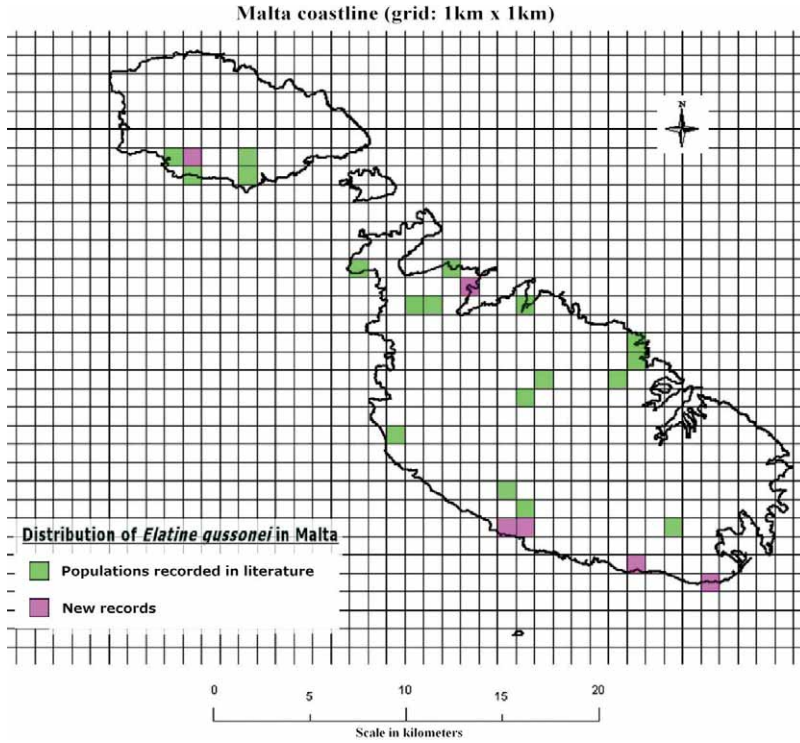 Malta coastline (grid: 1km x 1km)
N
Distribution of Elatine gussonei in Malta
Populations recorded in literature
New records
0 5 10 15 20
Scale in kilometers